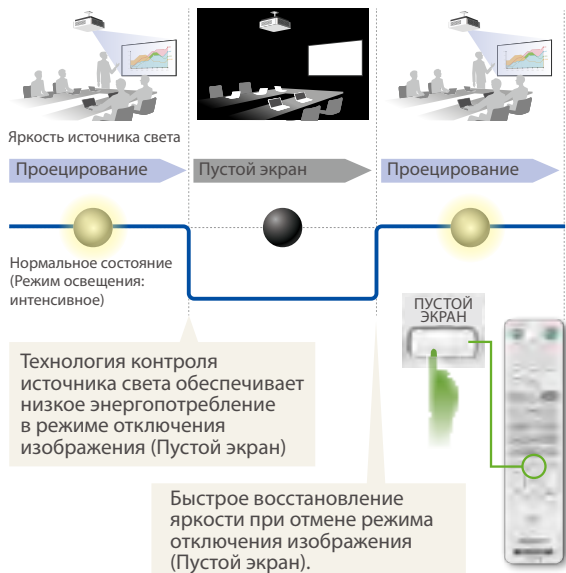 Яркость источника света
Проецирование
Пустой экран
Проецирование
Нормальное состояние
(Режим освещения:
интенсивное)
ПУСТОЙ
ЭКРАН
Технология контроля
источника света обеспечивает
низкое энергопотребление
в режиме отключения
изображения (Пустой экран)
Быстрое восстановление
яркости при отмене режима
отключения изображения
(Пустой экран).